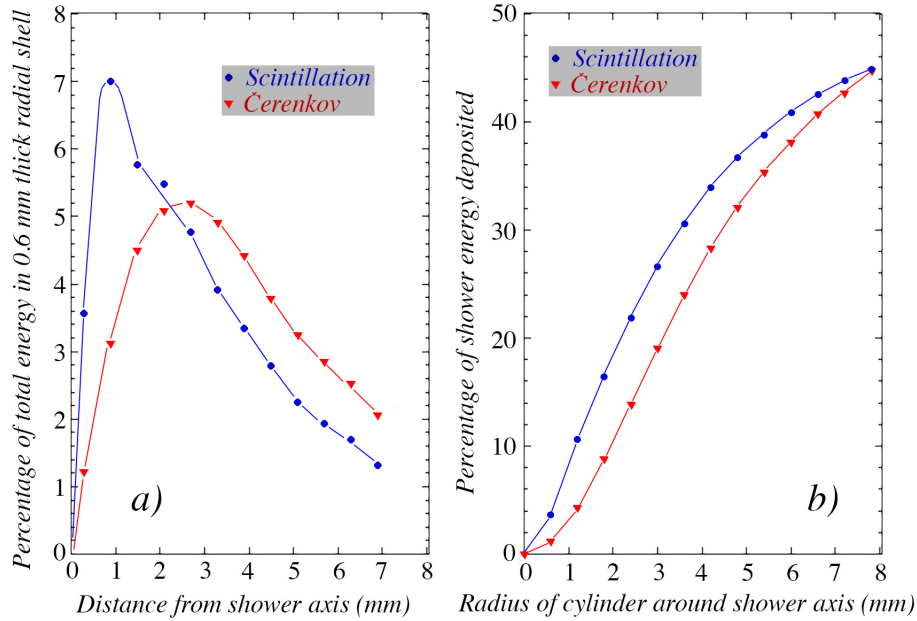 Percentage of total energy in 0.6 mm thick radial shell
8
7
6
5
4
3
2
1
0
Scintillation
Čerenkov
a)
0 1 2 3 4 5 6 7 8
Distance from shower axis (mm)
Percentage of shower energy deposited
50
40
30
20
10
0
Scintillation
Čerenkov
b)
0 1 2 3 4 5 6 7 8
Radius of cylinder around shower axis (mm)